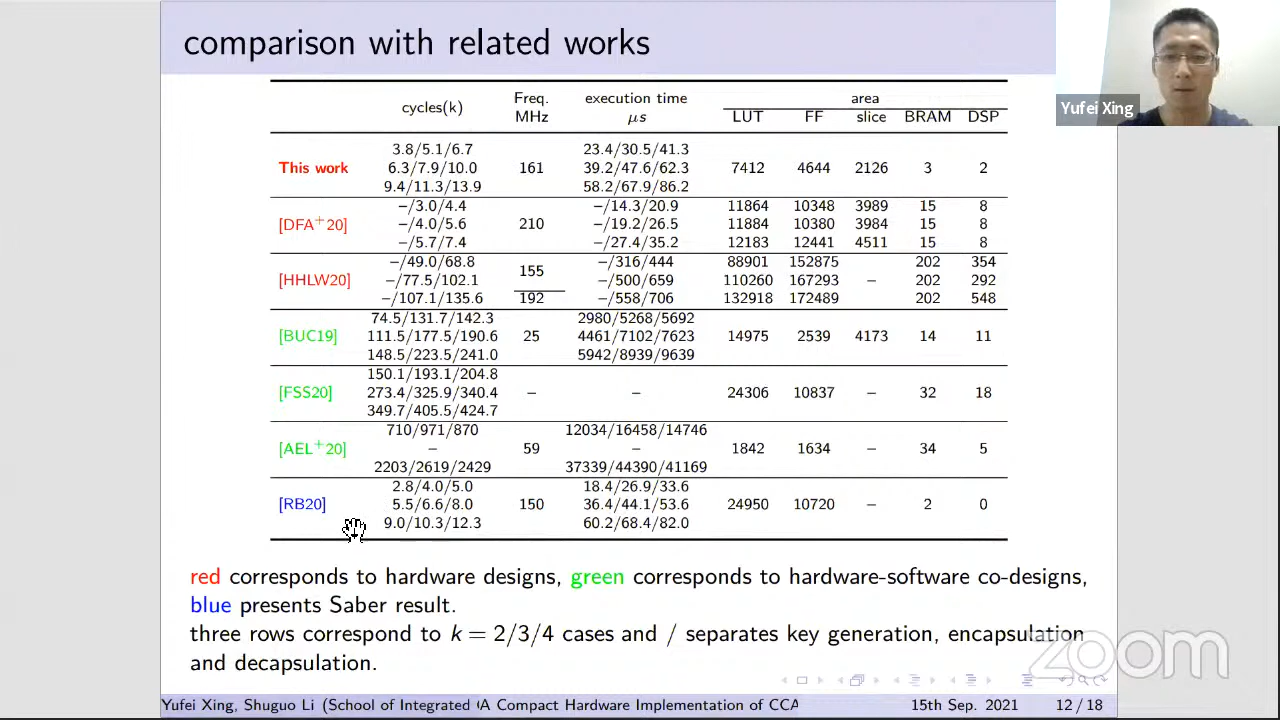 comparison with related works
Yufei Xing
cycles(k) Freq. MHz execution time μs area
LUT FF slice BRAM DSP
This work 3.8/5.1/6.7 6.3/7.9/10.0 9.4/11.3/13.9 161 23.4/30.5/41.3 39.2/47.6/62.3 58.2/67.9/86.2 7412 4644 2126 3 2
–/3.0/4.4 –/14.3/20.9 11864 10348 3989 15 8
[DFA+20] –/4.0/5.6 210 –/19.2/26.5 11884 10380 3984 15 8
–/5.7/7.4 –/27.4/35.2 12183 12441 4511 15 8
–/49.0/68.8 –/316/444 88901 152875 202 354
[HHLW20] –/77.5/102.1 155 –/500/659 110260 167293 – 202 292
–/107.1/135.6 192 –/558/706 132918 172489 202 548
74.5/131.7/142.3 2980/5268/5692
[BUC19] 111.5/177.5/190.6 25 4461/7102/7623 14975 2539 4173 14 11
148.5/223.5/241.0 5942/8939/9639
150.1/193.1/204.8
[FSS20] 273.4/325.9/340.4 – – 24306 10837 – 32 18
349.7/405.5/424.7
710/971/870 12034/16458/14746
[AEL+20] – 59 – 1842 1634 – 34 5
2203/2619/2429 37339/44390/41169
2.8/4.0/5.0 18.4/26.9/33.6
[RB20] 5.5/6.6/8.0 150 36.4/44.1/53.6 24950 10720 – 2 0
9.0/10.3/12.3 60.2/68.4/82.0
red corresponds to hardware designs, green corresponds to hardware-software co-designs,
blue presents Saber result.
three rows correspond to k = 2/3/4 cases and / separates key generation, encapsulation
and decapsulation.
zoom
Yufei Xing, Shuguo Li (School of Integrated A Compact Hardware Implementation of CCA 15th Sep. 2021 12 / 18